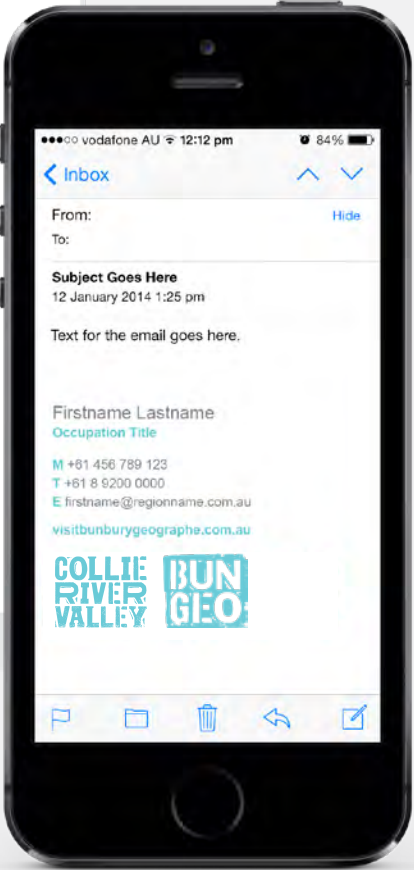 vodafone AU 12:12 pm 84%
Inbox
From: Hide
To:
Subject Goes Here
12 January 2014 1:25 pm
Text for the email goes here.
Firstname Lastname
Occupation Title
M +61 456 789 123
T +61 8 9200 0000
E firstname@regionname.com.au
visitbunburygeographe.com.au
COLLIE
RIVER
VALLEY
BUN
GEO